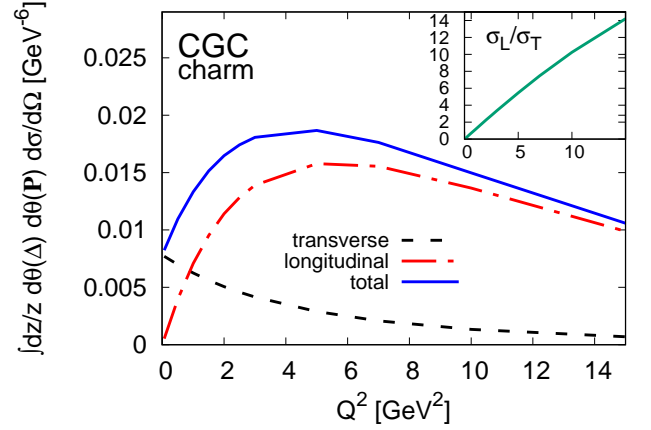 ∫dz/z dθ(Δ) dθ(P) dσ/dΩ [GeV⁻⁶]
CGC
charm
0.025
0.02
0.015
0.01
0.005
0
σL/σT
14
12
10
8
6
4
2
0
0 5 10
transverse
longitudinal
total
0 2 4 6 8 10 12 14
Q² [GeV²]